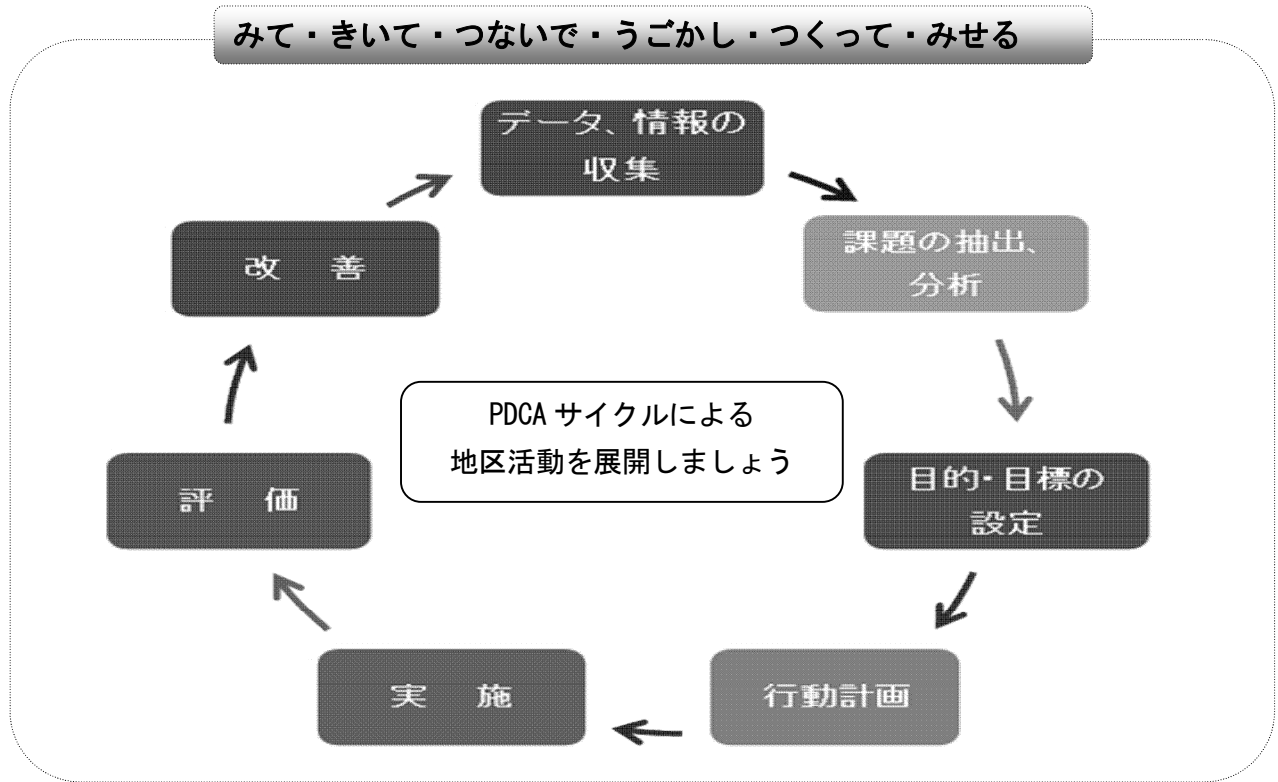 みて・きいて・つないで・うごかし・つくって・みせる
データ、情報の
収集
課題の抽出、
分析
目的・目標の
設定
行動計画
実　施
評　価
改　善
PDCA サイクルによる
地区活動を展開しましょう